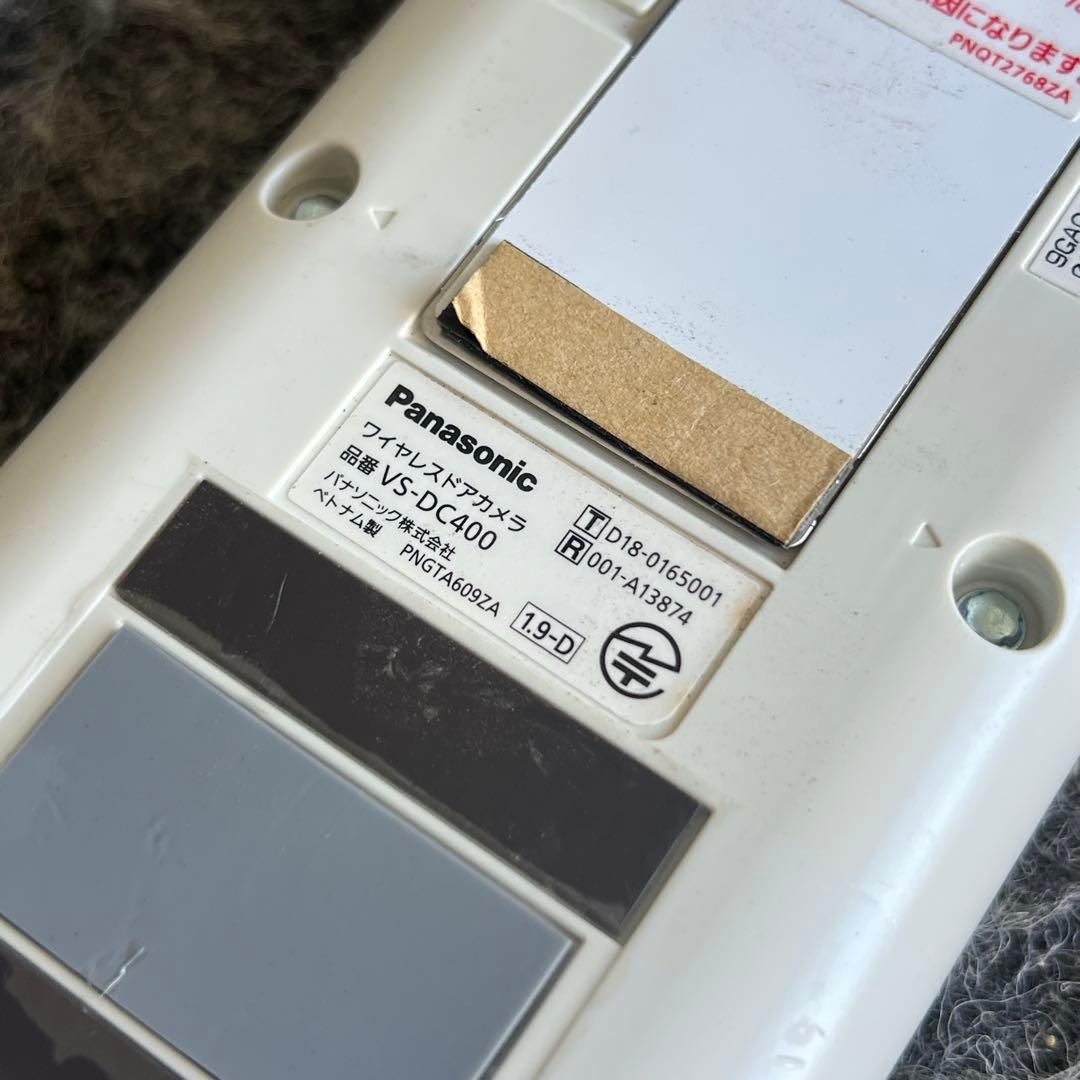 因になります
PNQT2768ZA
9GAC
Panasonic
ワイヤレスドアカメラ
品番 VS-DC400
パナソニック株式会社
ベトナム製 PNGTA609ZA
T D18-0165001
R 001-A13874
1.9-D